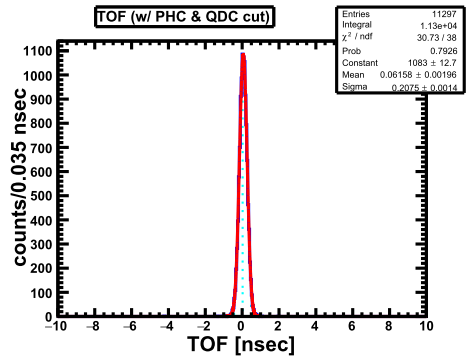 TOF (w/ PHC & QDC cut)
Entries 11297
Integral 1.13e+04
χ² / ndf 30.73 / 38
Prob 0.7926
Constant 1083 ± 12.7
Mean 0.06158 ± 0.00196
Sigma 0.2075 ± 0.0014
counts/0.035 nsec
1100
1000
900
800
700
600
500
400
300
200
100
0
−10 −8 −6 −4 −2 0 2 4 6 8 10
TOF [nsec]